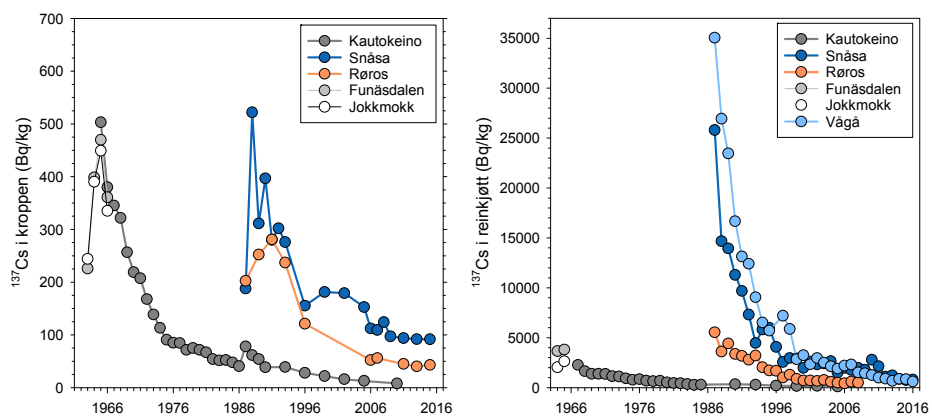 700
600
500
400
300
200
100
0
1966
1976
1986
1996
2006
2016
¹³⁷Cs i kroppen (Bq/kg)
Kautokeino
Snåsa
Røros
Funäsdalen
Jokkmokk
35000
30000
25000
20000
15000
10000
5000
0
1966
1976
1986
1996
2006
2016
¹³⁷Cs i reinkjøtt (Bq/kg)
Kautokeino
Snåsa
Røros
Funäsdalen
Jokkmokk
Vågå